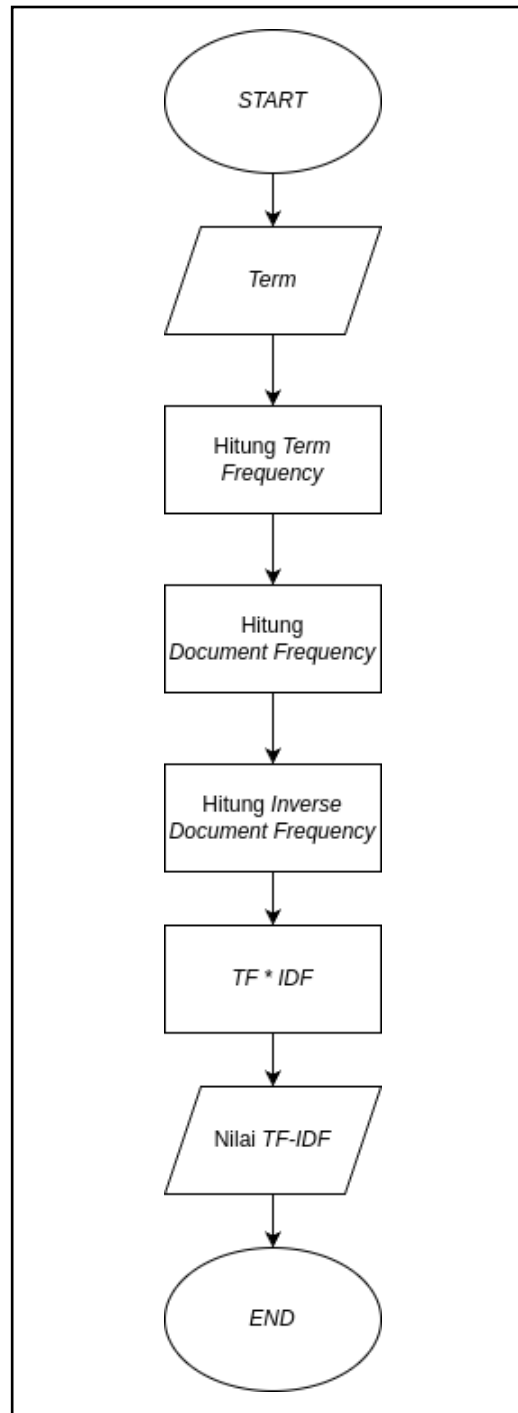 START
Term
Hitung Term
Frequency
Hitung
Document Frequency
Hitung Inverse
Document Frequency
TF * IDF
Nilai TF-IDF
END